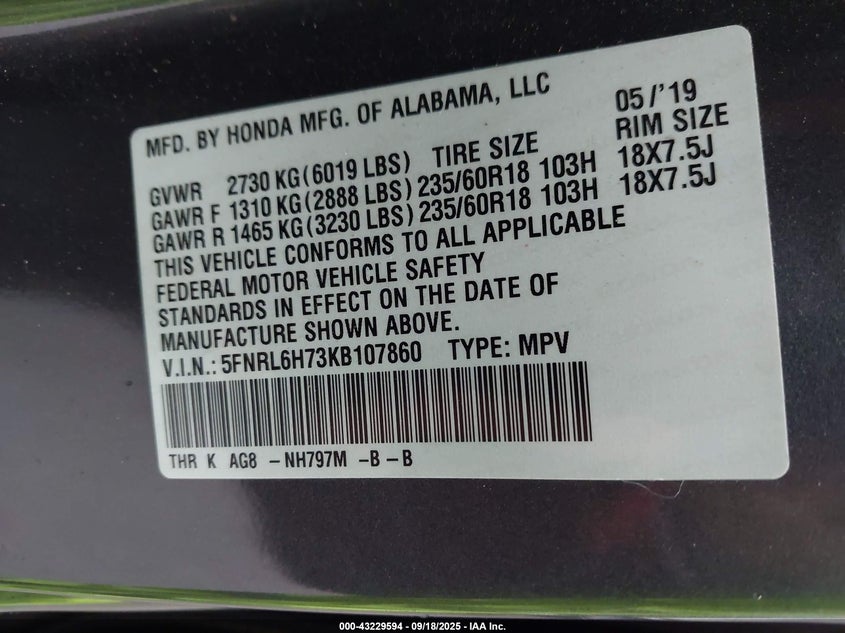 MFD. BY HONDA MFG. OF ALABAMA, LLC 05/'19
TIRE SIZE RIM SIZE
GVWR 2730 KG (6019 LBS)
GAWR F 1310 KG (2888 LBS) 235/60R18 103H 18X7.5J
GAWR R 1465 KG (3230 LBS) 235/60R18 103H 18X7.5J
THIS VEHICLE CONFORMS TO ALL APPLICABLE
FEDERAL MOTOR VEHICLE SAFETY
STANDARDS IN EFFECT ON THE DATE OF
MANUFACTURE SHOWN ABOVE.
V.I.N.: 5FNRL6H73KB107860 TYPE: MPV
THR K AG8 – NH797M –B – B
000-43229594 - 09/18/2025 - IAA Inc.